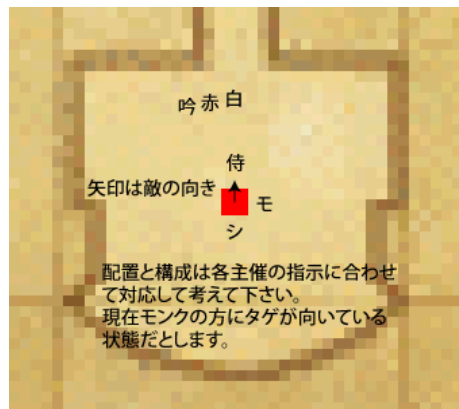 吟赤白
侍
矢印は敵の向き
モ
シ
配置と構成は各主催の指示に合わせ
て対応して考えて下さい。
現在モンクの方にタゲが向いている
状態だとします。